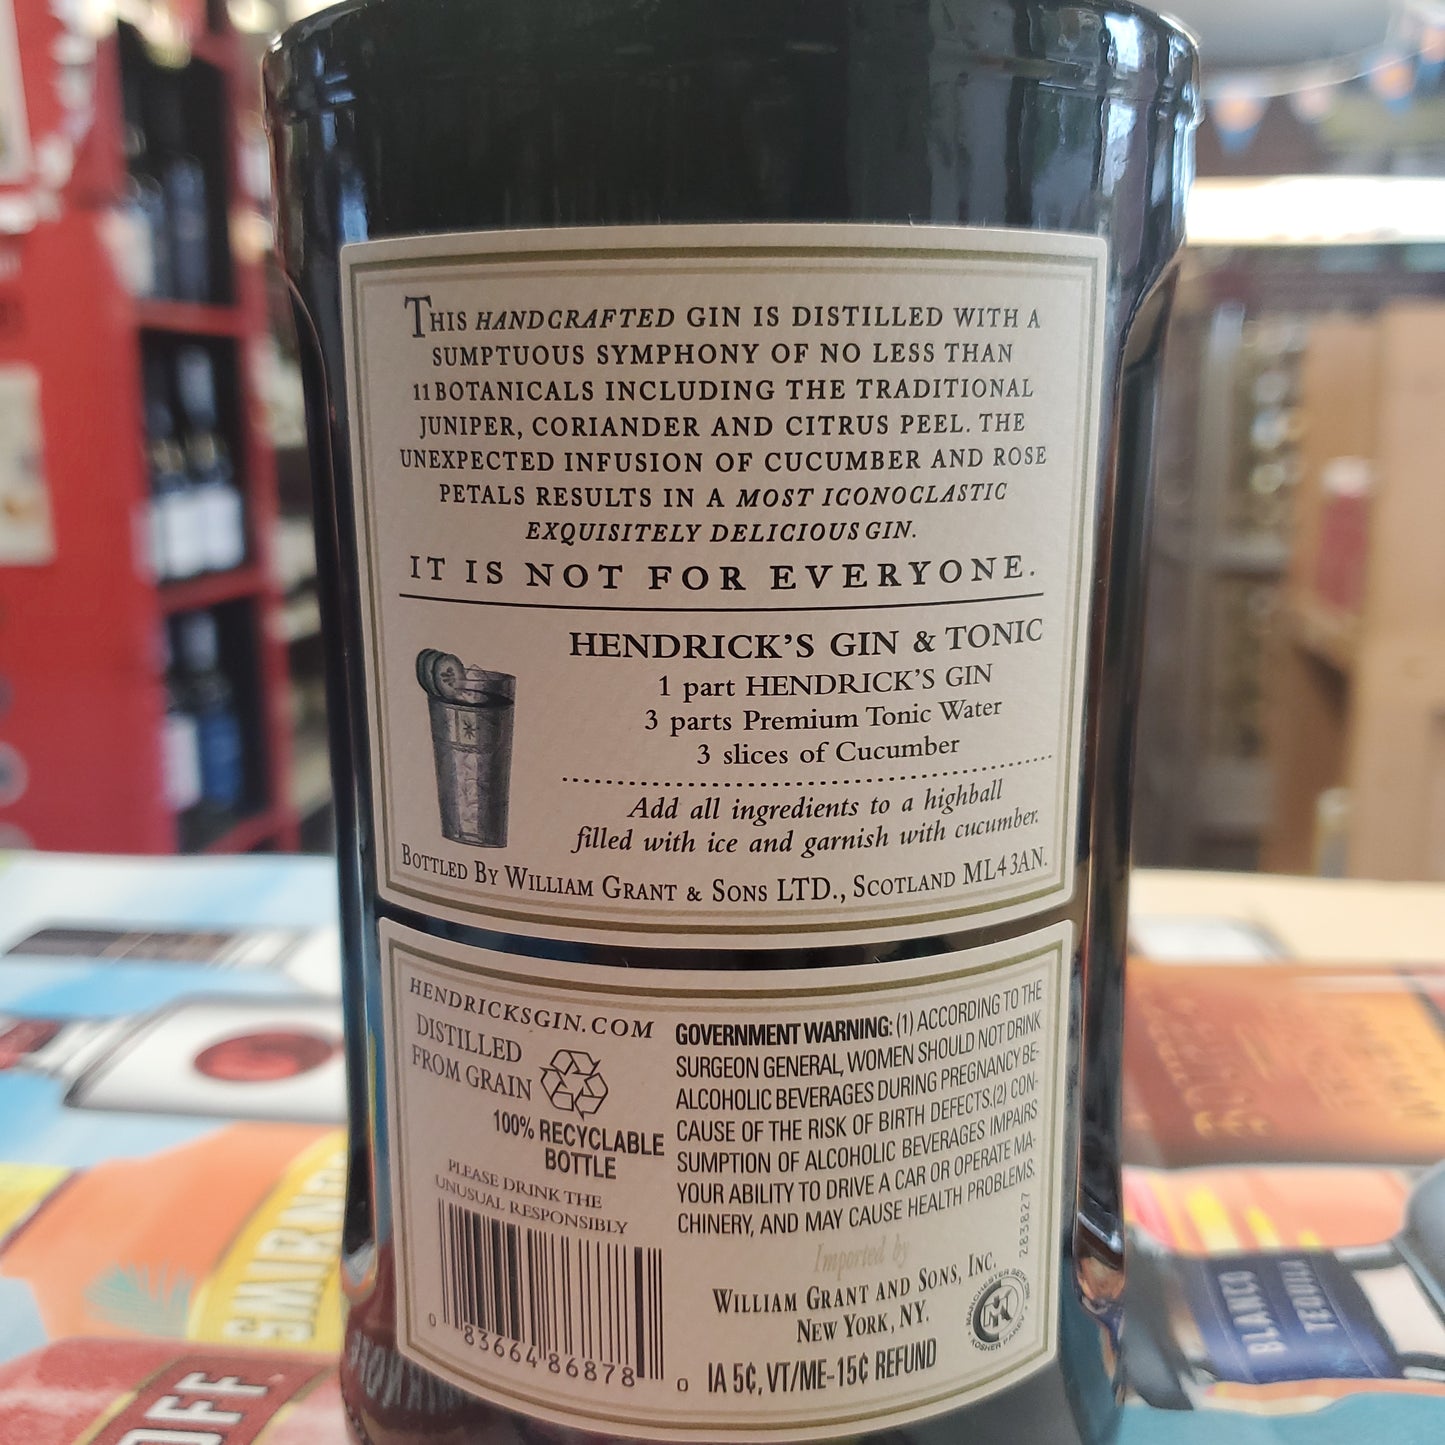 THIS HANDCRAFTED GIN IS DISTILLED WITH A
SUMPTUOUS SYMPHONY OF NO LESS THAN
11 BOTANICALS INCLUDING THE TRADITIONAL
JUNIPER, CORIANDER AND CITRUS PEEL. THE
UNEXPECTED INFUSION OF CUCUMBER AND ROSE
PETALS RESULTS IN A MOST ICONOCLASTIC
EXQUISITELY DELICIOUS GIN.
IT IS NOT FOR EVERYONE.
HENDRICK'S GIN & TONIC
1 part HENDRICK'S GIN
3 parts Premium Tonic Water
3 slices of Cucumber
Add all ingredients to a highball
filled with ice and garnish with cucumber.
BOTTLED BY WILLIAM GRANT & SONS LTD., SCOTLAND ML4 3AN.
HENDRICKSGIN.COM
DISTILLED
FROM GRAIN
100% RECYCLABLE
BOTTLE
PLEASE DRINK THE
UNUSUAL RESPONSIBLY
0 83664 86878 0
GOVERNMENT WARNING: (1) ACCORDING TO THE
SURGEON GENERAL, WOMEN SHOULD NOT DRINK
ALCOHOLIC BEVERAGES DURING PREGNANCY BE-
CAUSE OF THE RISK OF BIRTH DEFECTS.(2) CON-
SUMPTION OF ALCOHOLIC BEVERAGES IMPAIRS
YOUR ABILITY TO DRIVE A CAR OR OPERATE MA-
CHINERY, AND MAY CAUSE HEALTH PROBLEMS.
283827
Imported by
WILLIAM GRANT AND SONS, INC.
NEW YORK, NY.
MANCHESTER BETH DIN
KOSHER PAREV
IA 5¢, VT/ME-15¢ REFUND
SMIRNOFF
OFF
BLANCO
TEQUILA